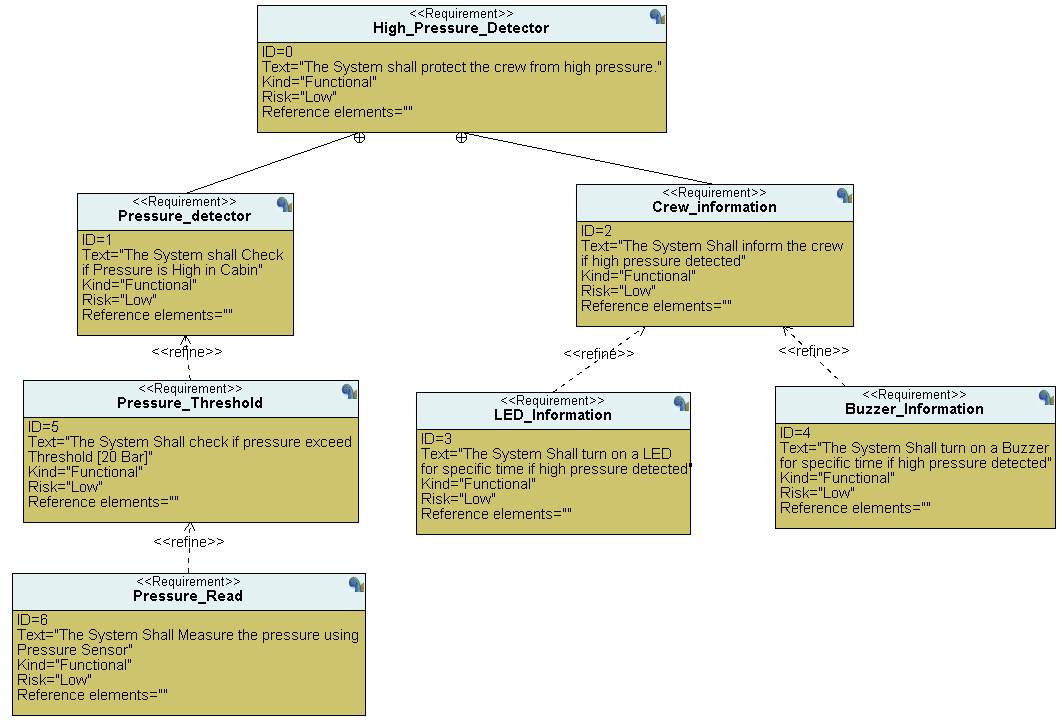 <<Requirement>>
High_Pressure_Detector
ID=0
Text="The System shall protect the crew from high pressure."
Kind="Functional"
Risk="Low"
Reference elements=""
<<Requirement>>
Pressure_detector
ID=1
Text="The System shall Check
if Pressure is High in Cabin"
Kind="Functional"
Risk="Low"
Reference elements=""
<<Requirement>>
Crew_information
ID=2
Text="The System Shall inform the crew
if high pressure detected"
Kind="Functional"
Risk="Low"
Reference elements=""
<<refine>>
<<refine>>
<<refine>>
<<Requirement>>
Pressure_Threshold
ID=5
Text="The System Shall check if pressure exceed
Threshold [20 Bar]"
Kind="Functional"
Risk="Low"
Reference elements=""
<<Requirement>>
LED_Information
ID=3
Text="The System Shall turn on a LED
for specific time if high pressure detected"
Kind="Functional"
Risk="Low"
Reference elements=""
<<Requirement>>
Buzzer_Information
ID=4
Text="The System Shall turn on a Buzzer
for specific time if high pressure detected"
Kind="Functional"
Risk="Low"
Reference elements=""
<<refine>>
<<Requirement>>
Pressure_Read
ID=6
Text="The System Shall Measure the pressure using
Pressure Sensor"
Kind="Functional"
Risk="Low"
Reference elements=""